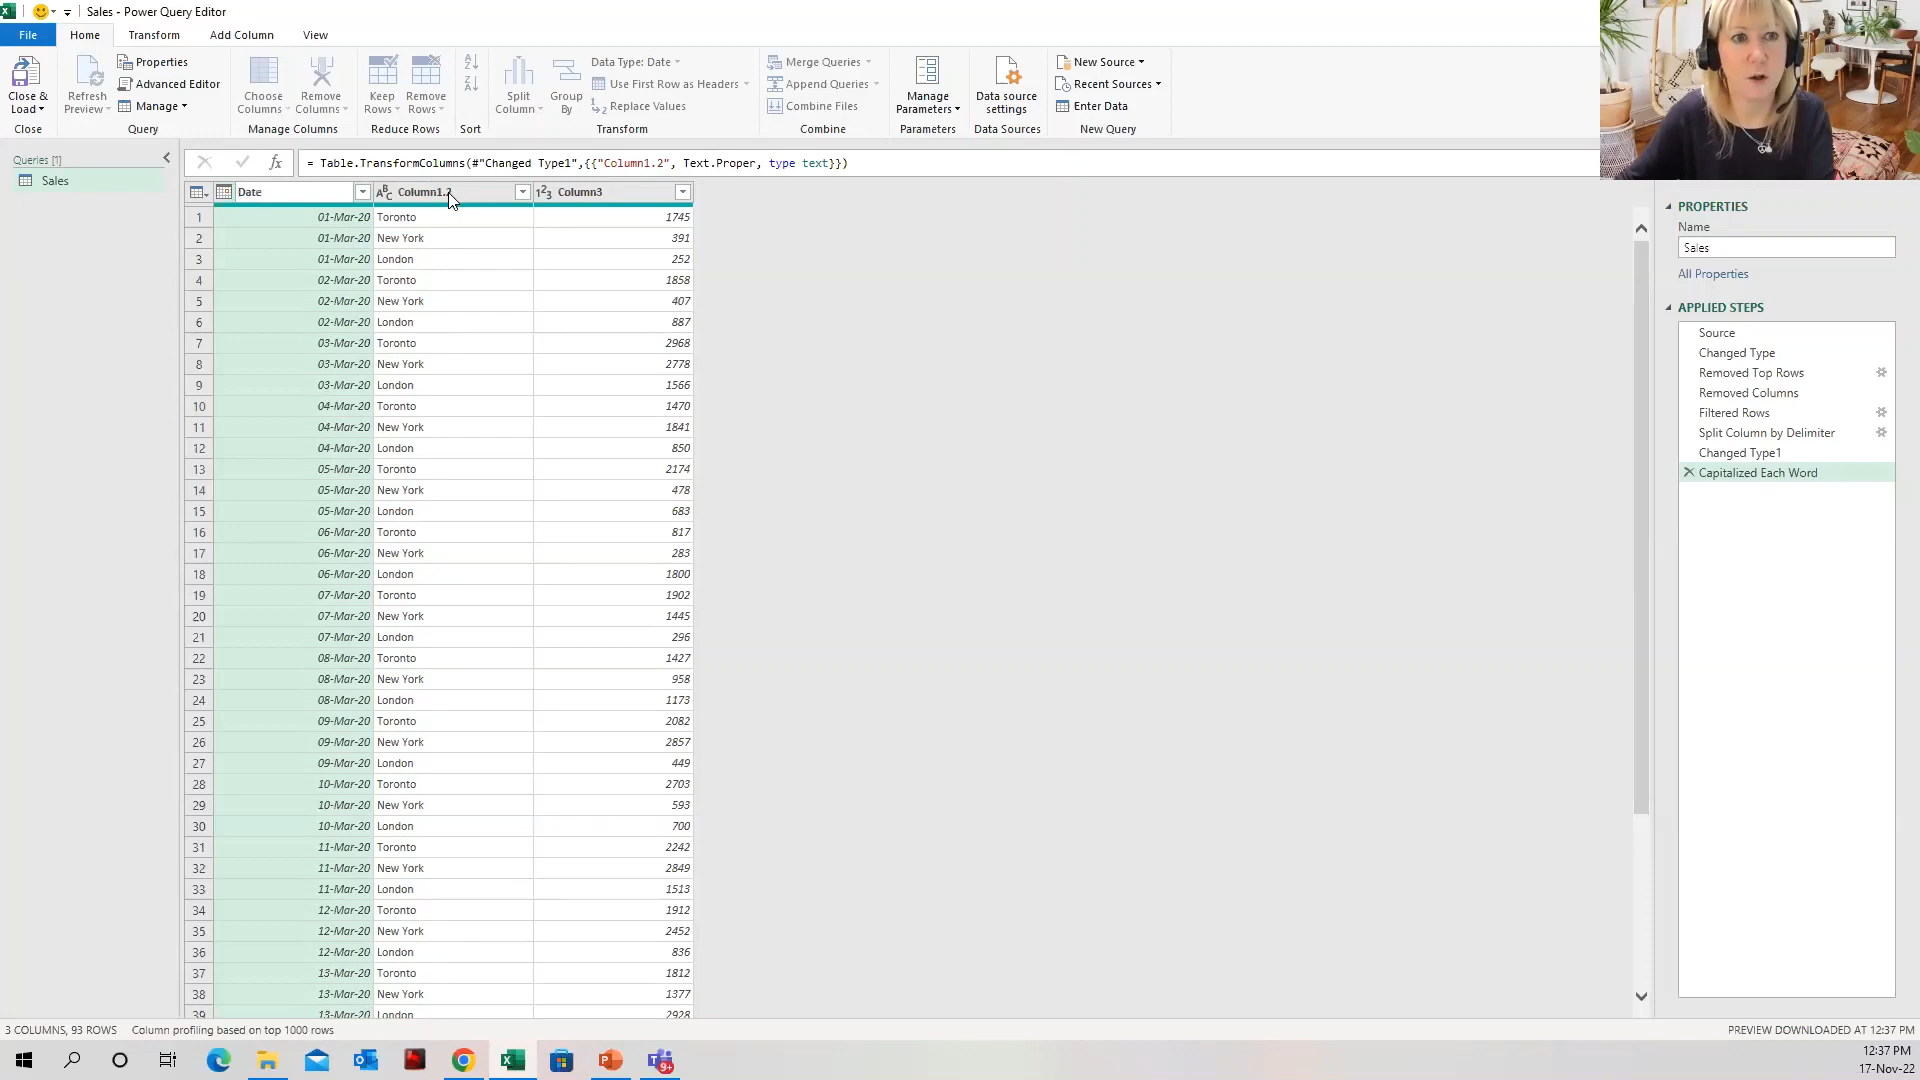 Sales - Power Query Editor
File Home Transform Add Column View
Close & Load
Close
Refresh Preview
Properties
Advanced Editor
Manage
Query
Choose Columns
Remove Columns
Manage Columns
Keep Rows
Remove Rows
Reduce Rows
Sort
Split Column
Group By
Data Type: Date
Use First Row as Headers
Replace Values
Transform
Merge Queries
Append Queries
Combine Files
Combine
Manage Parameters
Parameters
Data source settings
Data Sources
New Source
Recent Sources
Enter Data
New Query
Queries [1]
Sales
= Table.TransformColumns(#"Changed Type1",{{"Column1.2", Text.Proper, type text}})
Date Column1.2 Column3
1 01-Mar-20 Toronto 1745
2 01-Mar-20 New York 391
3 01-Mar-20 London 252
4 02-Mar-20 Toronto 1858
5 02-Mar-20 New York 407
6 02-Mar-20 London 887
7 03-Mar-20 Toronto 2968
8 03-Mar-20 New York 2778
9 03-Mar-20 London 1566
10 04-Mar-20 Toronto 1470
11 04-Mar-20 New York 1841
12 04-Mar-20 London 850
13 05-Mar-20 Toronto 2174
14 05-Mar-20 New York 478
15 05-Mar-20 London 683
16 06-Mar-20 Toronto 817
17 06-Mar-20 New York 283
18 06-Mar-20 London 1800
19 07-Mar-20 Toronto 1902
20 07-Mar-20 New York 1445
21 07-Mar-20 London 296
22 08-Mar-20 Toronto 1427
23 08-Mar-20 New York 958
24 08-Mar-20 London 1173
25 09-Mar-20 Toronto 2082
26 09-Mar-20 New York 2857
27 09-Mar-20 London 449
28 10-Mar-20 Toronto 2703
29 10-Mar-20 New York 593
30 10-Mar-20 London 700
31 11-Mar-20 Toronto 2242
32 11-Mar-20 New York 2849
33 11-Mar-20 London 1513
34 12-Mar-20 Toronto 1912
35 12-Mar-20 New York 2452
36 12-Mar-20 London 836
37 13-Mar-20 Toronto 1812
38 13-Mar-20 New York 1377
39 13-Mar-20 London 2928
PROPERTIES
Name
Sales
All Properties
APPLIED STEPS
Source
Changed Type
Removed Top Rows
Removed Columns
Filtered Rows
Split Column by Delimiter
Changed Type1
Capitalized Each Word
3 COLUMNS, 93 ROWS Column profiling based on top 1000 rows
PREVIEW DOWNLOADED AT 12:37 PM
12:37 PM
17-Nov-22